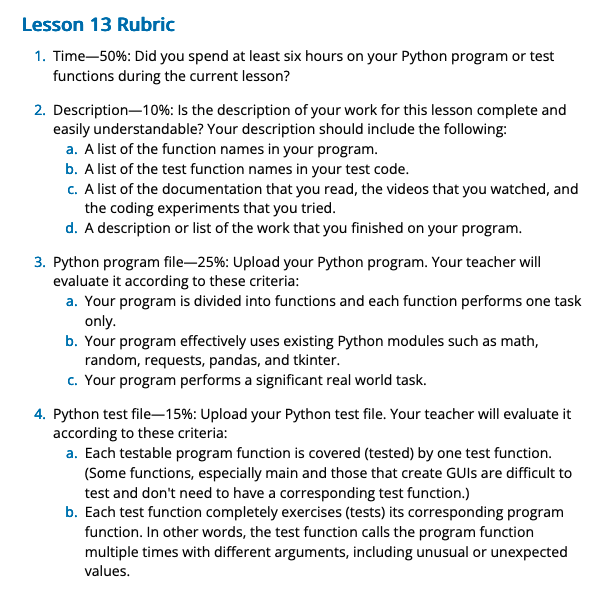 Lesson 13 Rubric
1. Time—50%: Did you spend at least six hours on your Python program or test
functions during the current lesson?
2. Description—10%: Is the description of your work for this lesson complete and
easily understandable? Your description should include the following:
a. A list of the function names in your program.
b. A list of the test function names in your test code.
c. A list of the documentation that you read, the videos that you watched, and
the coding experiments that you tried.
d. A description or list of the work that you finished on your program.
3. Python program file—25%: Upload your Python program. Your teacher will
evaluate it according to these criteria:
a. Your program is divided into functions and each function performs one task
only.
b. Your program effectively uses existing Python modules such as math,
random, requests, pandas, and tkinter.
c. Your program performs a significant real world task.
4. Python test file—15%: Upload your Python test file. Your teacher will evaluate it
according to these criteria:
a. Each testable program function is covered (tested) by one test function.
(Some functions, especially main and those that create GUIs are difficult to
test and don't need to have a corresponding test function.)
b. Each test function completely exercises (tests) its corresponding program
function. In other words, the test function calls the program function
multiple times with different arguments, including unusual or unexpected
values.